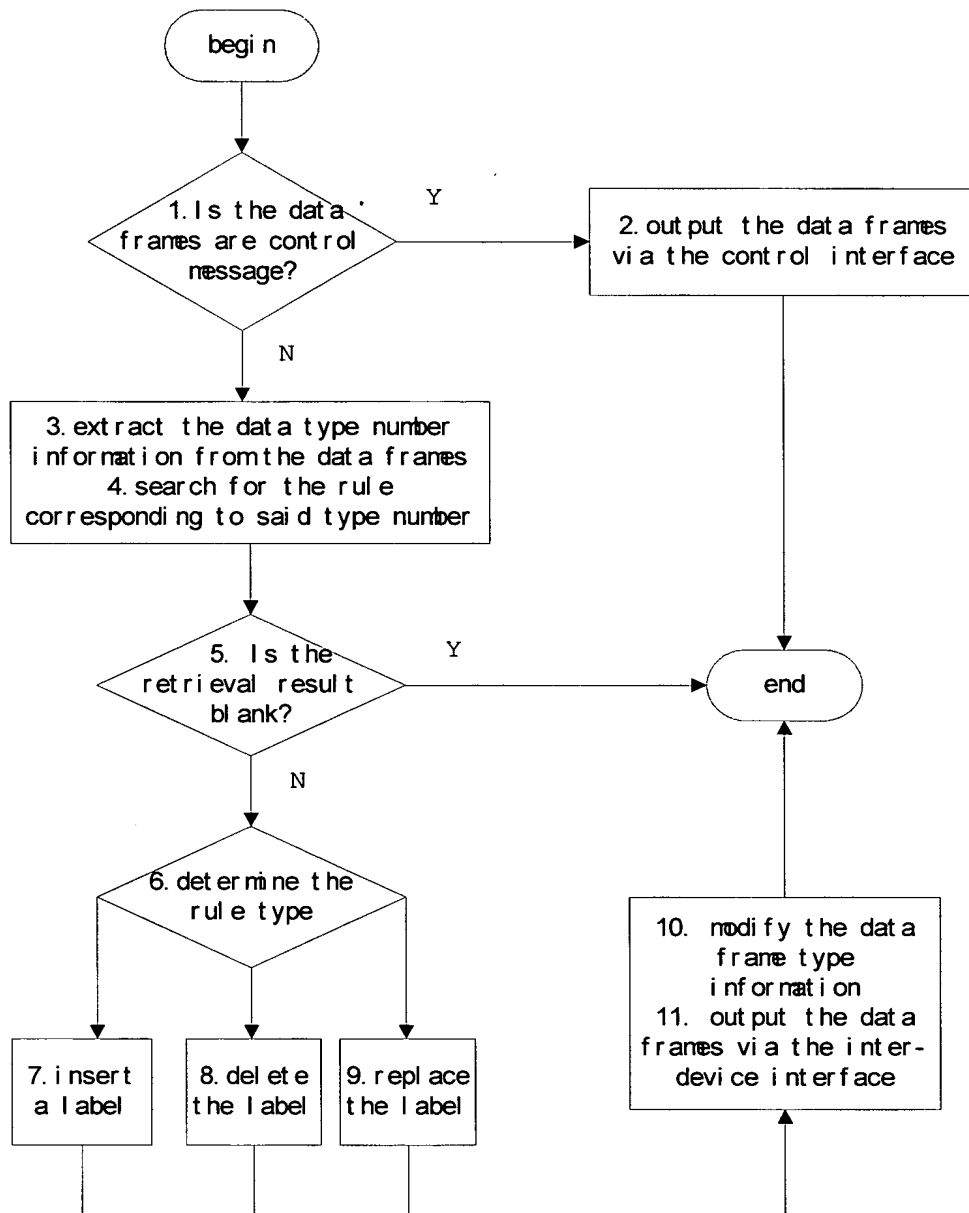 begin
1. Is the data
frames are control
message?
Y
2. output the data frames
via the control interface
N
3. extract the data type number
information from the data frames
4. search for the rule
corresponding to said type number
5. Is the
retrieval result
blank?
Y
end
N
6. determine the
rule type
7. insert
a label
8. delete
the label
9. replace
the label
10. modify the data
frame type
information
11. output the data
frames via the inter-
device interface